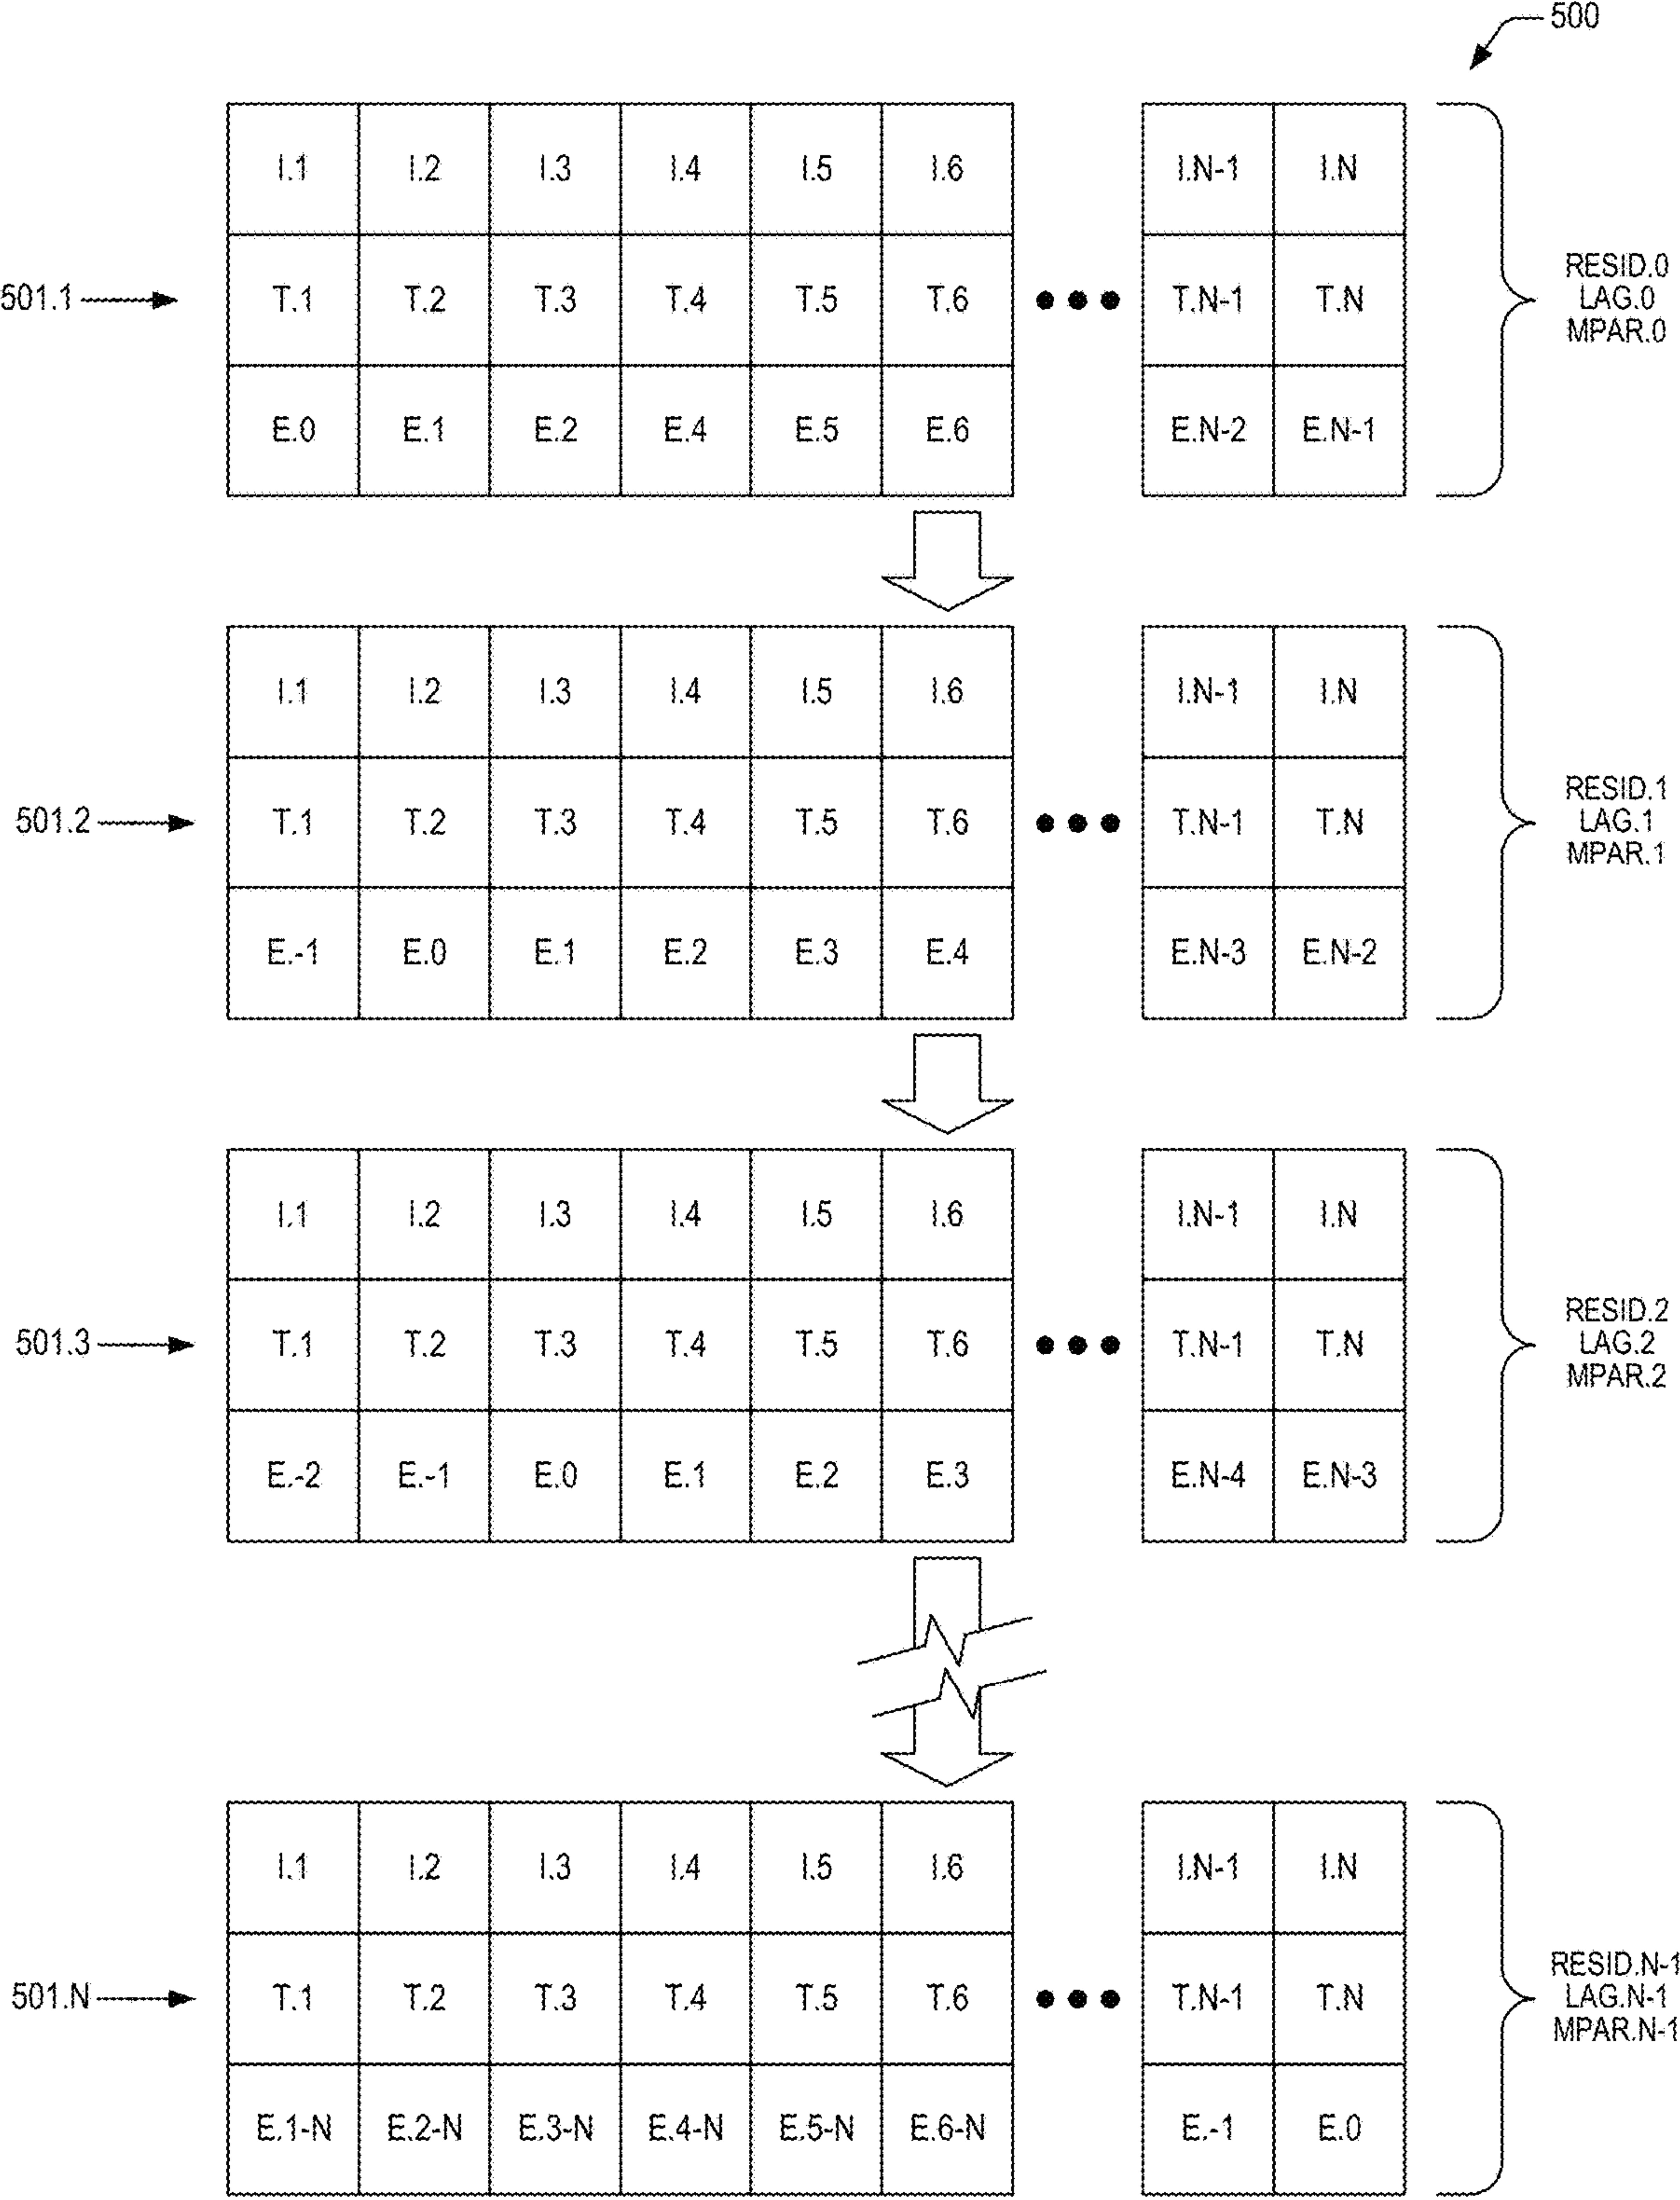 500
I.1 I.2 I.3 I.4 I.5 I.6 I.N-1 I.N
501.1 T.1 T.2 T.3 T.4 T.5 T.6 T.N-1 T.N
E.0 E.1 E.2 E.4 E.5 E.6 E.N-2 E.N-1
RESID.0
LAG.0
MPAR.0
I.1 I.2 I.3 I.4 I.5 I.6 I.N-1 I.N
501.2 T.1 T.2 T.3 T.4 T.5 T.6 T.N-1 T.N
E.-1 E.0 E.1 E.2 E.3 E.4 E.N-3 E.N-2
RESID.1
LAG.1
MPAR.1
I.1 I.2 I.3 I.4 I.5 I.6 I.N-1 I.N
501.3 T.1 T.2 T.3 T.4 T.5 T.6 T.N-1 T.N
E.-2 E.-1 E.0 E.1 E.2 E.3 E.N-4 E.N-3
RESID.2
LAG.2
MPAR.2
I.1 I.2 I.3 I.4 I.5 I.6 I.N-1 I.N
501.N T.1 T.2 T.3 T.4 T.5 T.6 T.N-1 T.N
E.1-N E.2-N E.3-N E.4-N E.5-N E.6-N E.-1 E.0
RESID.N-1
LAG.N-1
MPAR.N-1